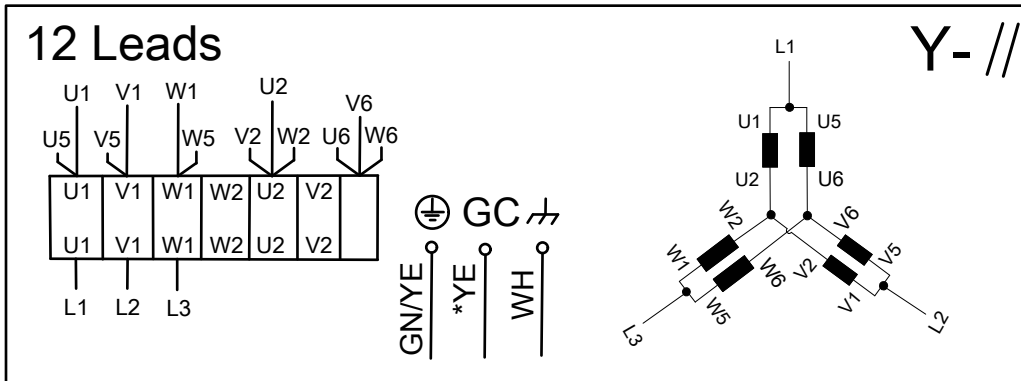 12 Leads
Y- //
U1 V1 W1 U2 V6
U5 V5 W5 V2 W2 U6 W6
U1 V1 W1 W2 U2 V2
U1 V1 W1 W2 U2 V2
L1 L2 L3
GC
GN/YE *YE WH
L1
U1 U5
U2 U6
W2 V6
W1 W6 V2 V5
W5 V1
L3 L2